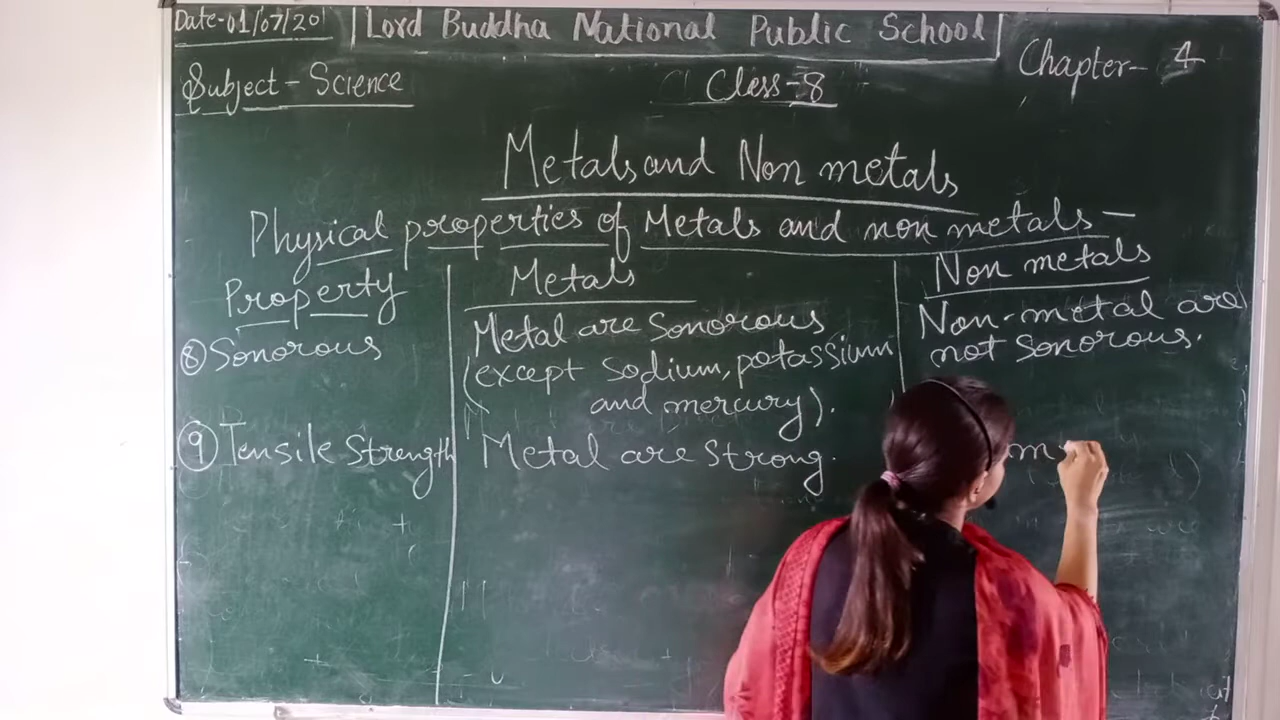 Date-01/07/20
Lord Buddha National Public School
Chapter- 4
Subject - Science
Class-8
Metals and Non metals
Physical properties of Metals and non metals -
Property
Metals
Non metals
⑧ Sonorous
Metal are Sonorous
(except Sodium, potassium
and mercury).
Non-metal are
not Sonorous.
⑨ Tensile Strength
Metal are Strong.